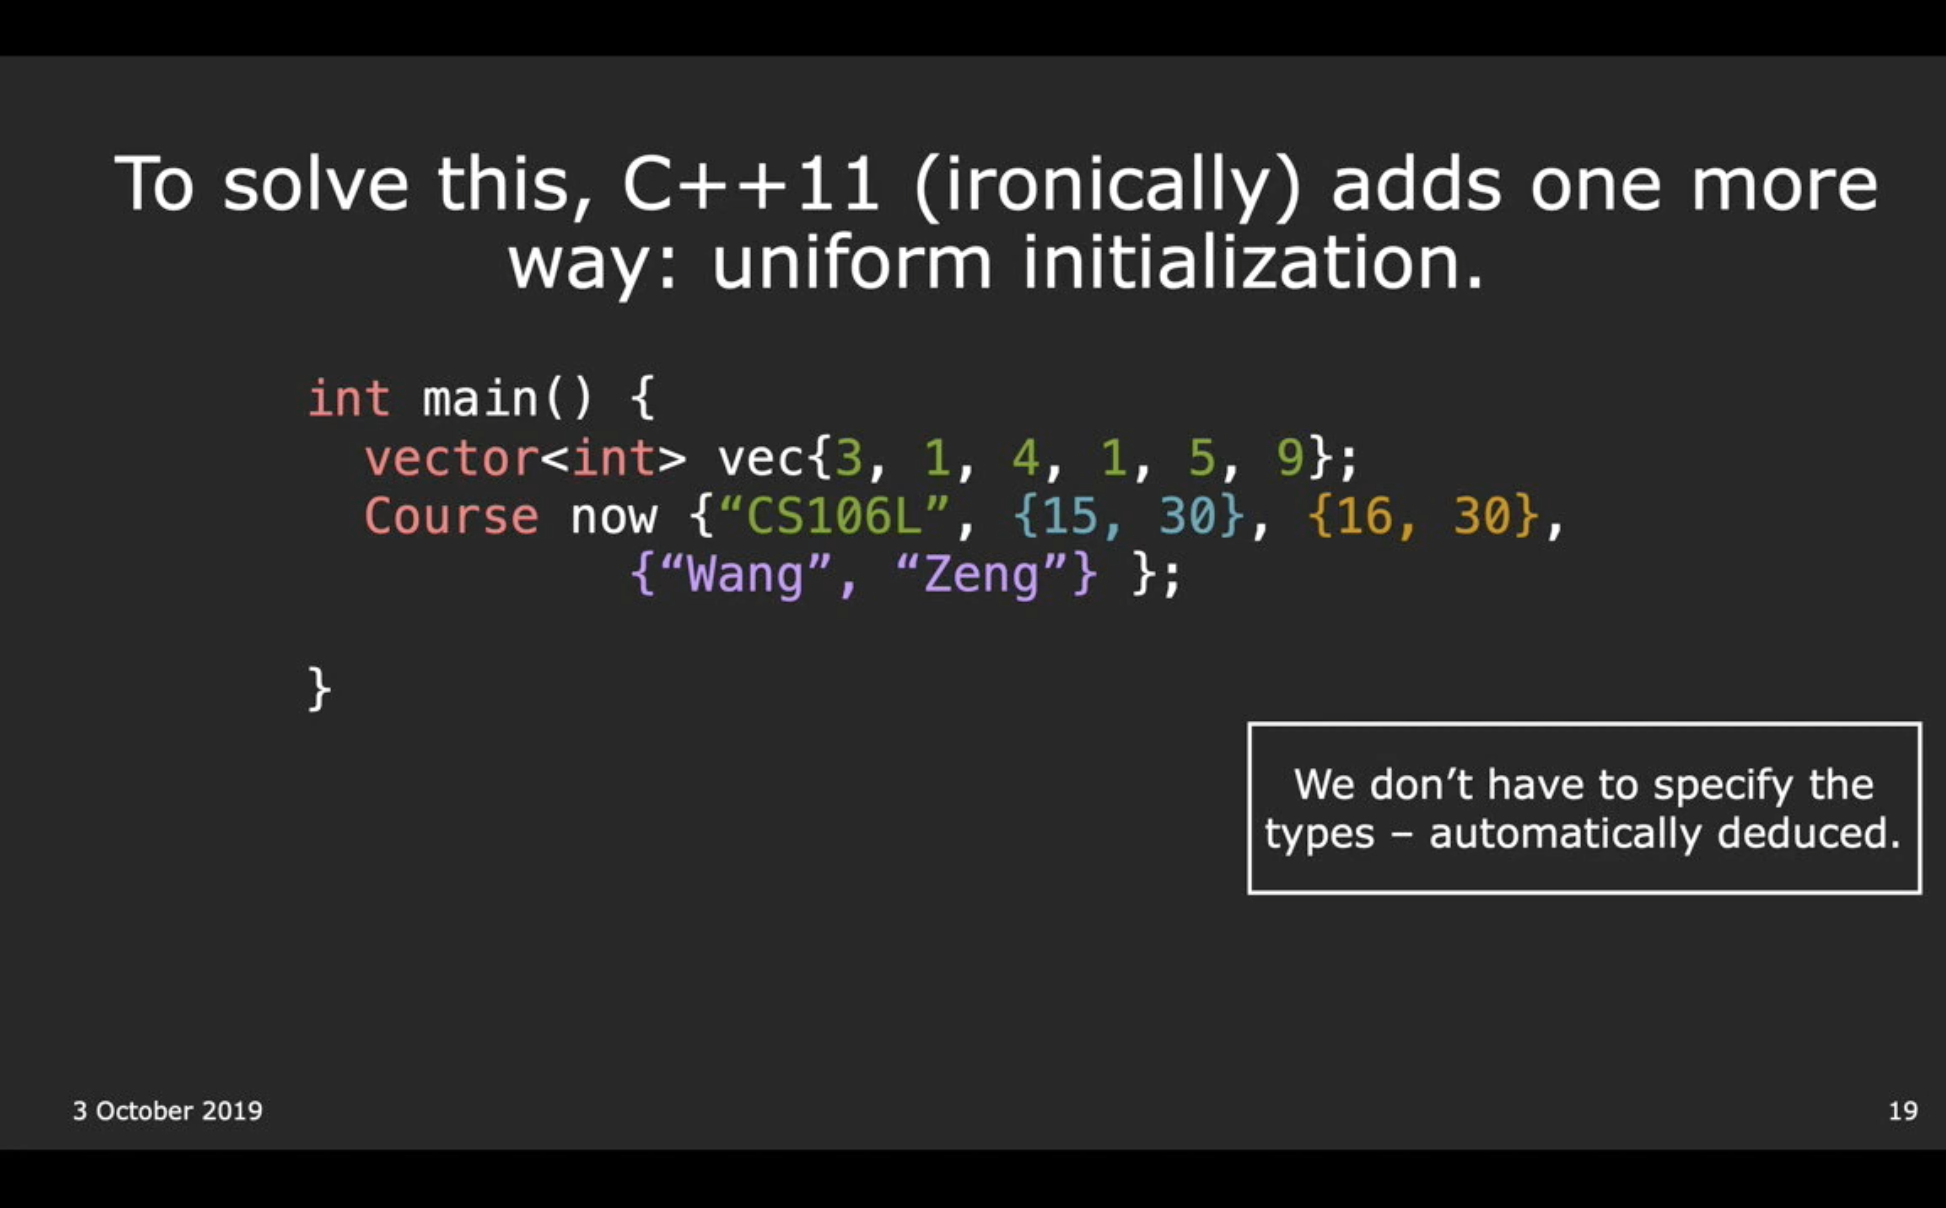 To solve this, C++11 (ironically) adds one more
way: uniform initialization.
int main() {
vector<int> vec{3, 1, 4, 1, 5, 9};
Course now {“CS106L”, {15, 30}, {16, 30},
{“Wang”, “Zeng”} };
}
We don’t have to specify the
types – automatically deduced.
3 October 2019
19